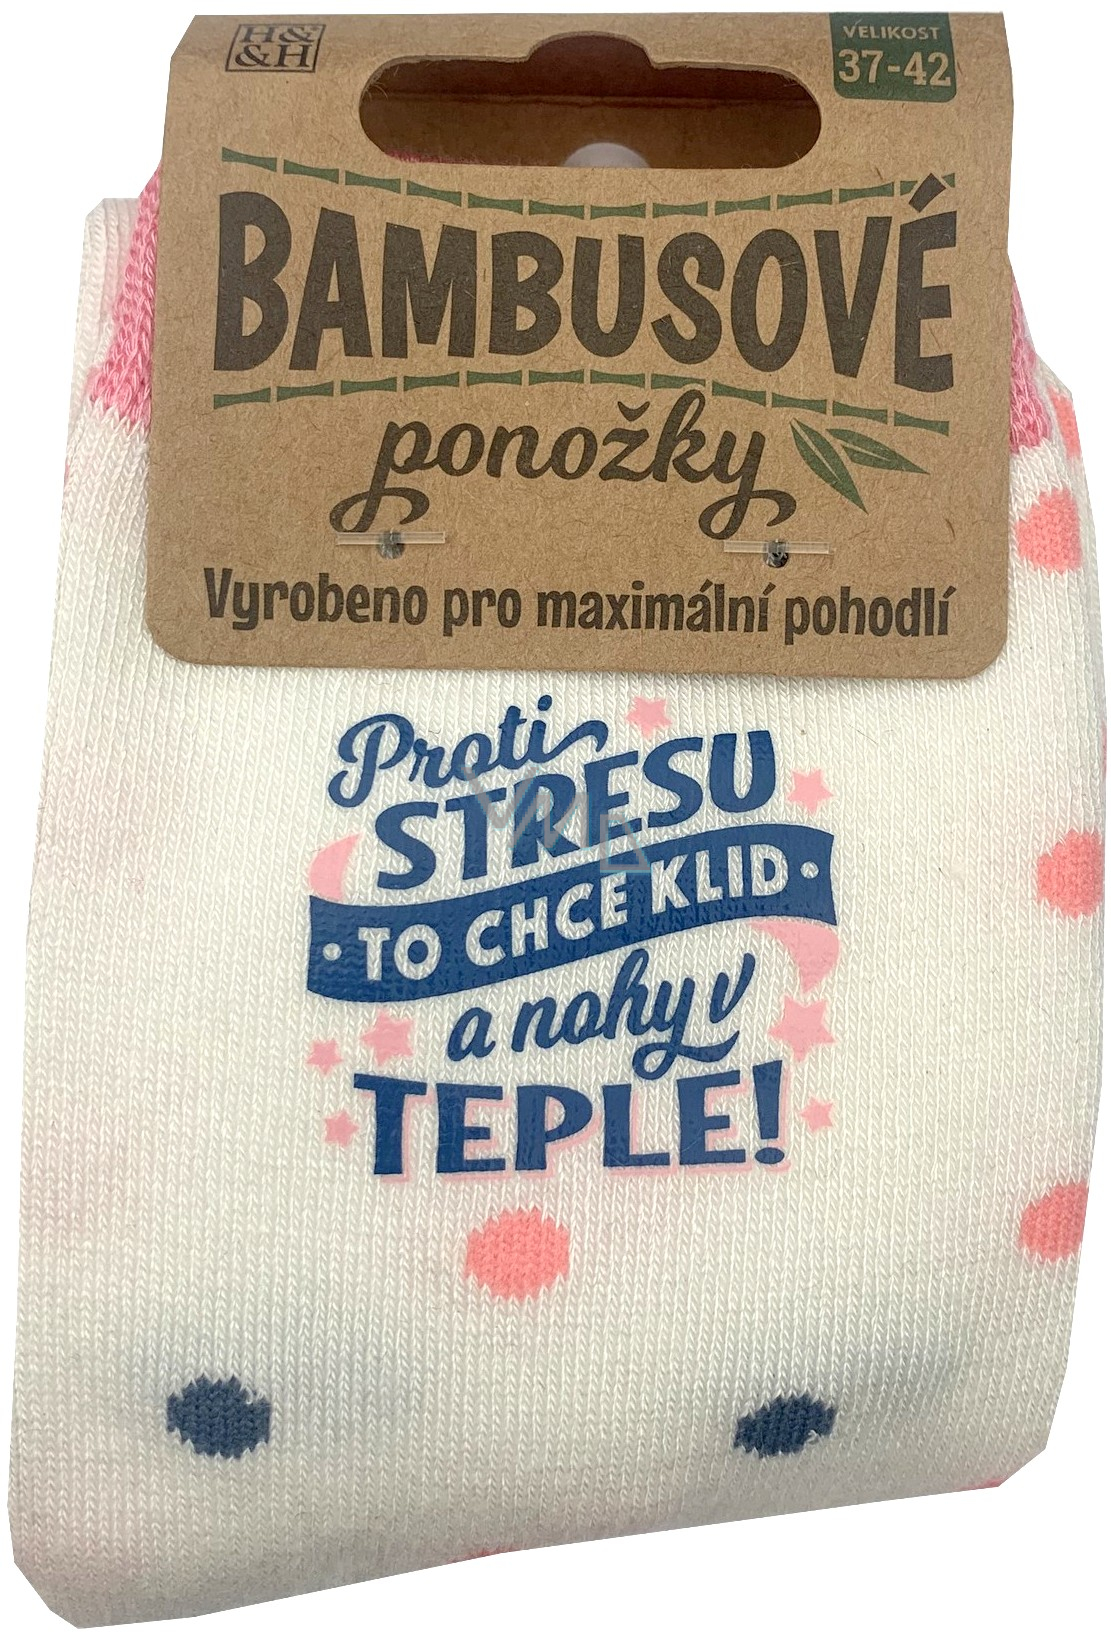 H&
&H
VELIKOST
37-42
BAMBUSOVÉ
ponožky
Vyrobeno pro maximální pohodlí
Proti
STRESU
• TO CHCE KLID •
a nohy v
TEPLE!